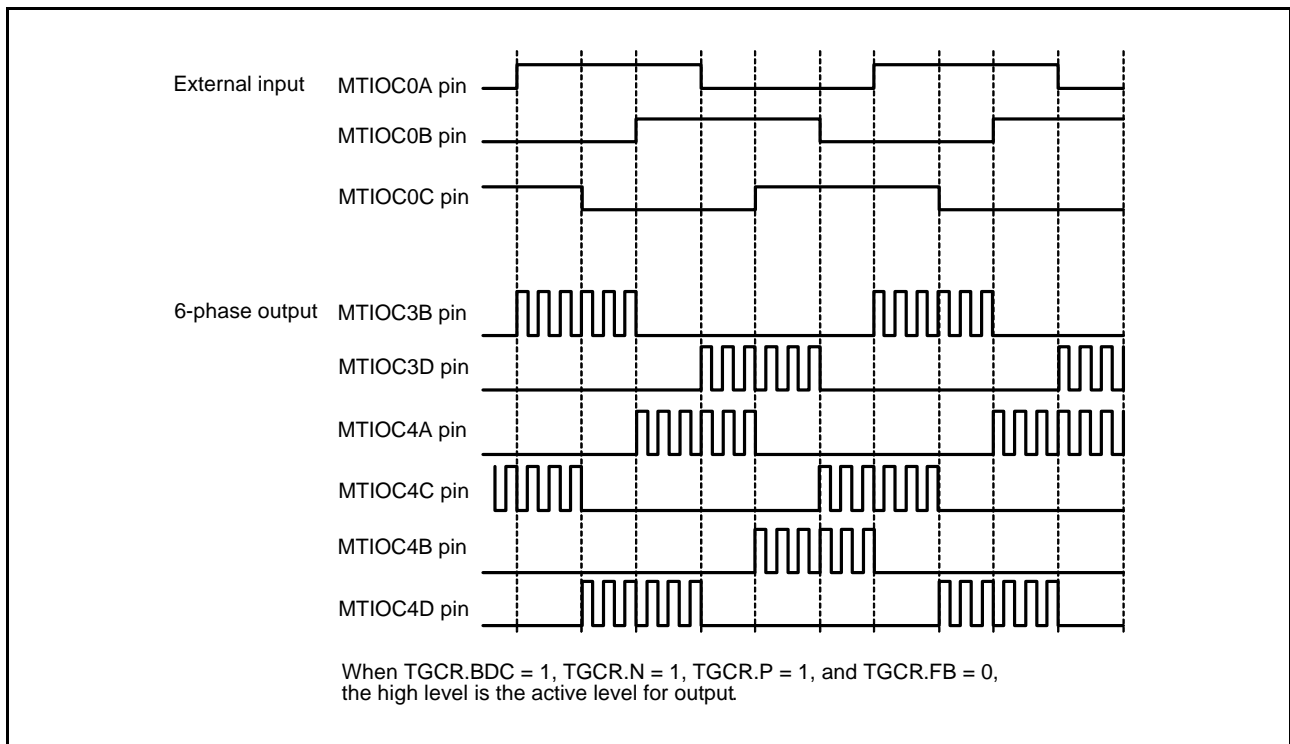 External input MTIOC0A pin
MTIOC0B pin
MTIOC0C pin
6-phase output MTIOC3B pin
MTIOC3D pin
MTIOC4A pin
MTIOC4C pin
MTIOC4B pin
MTIOC4D pin
When TGCR.BDC = 1, TGCR.N = 1, TGCR.P = 1, and TGCR.FB = 0,
the high level is the active level for output.